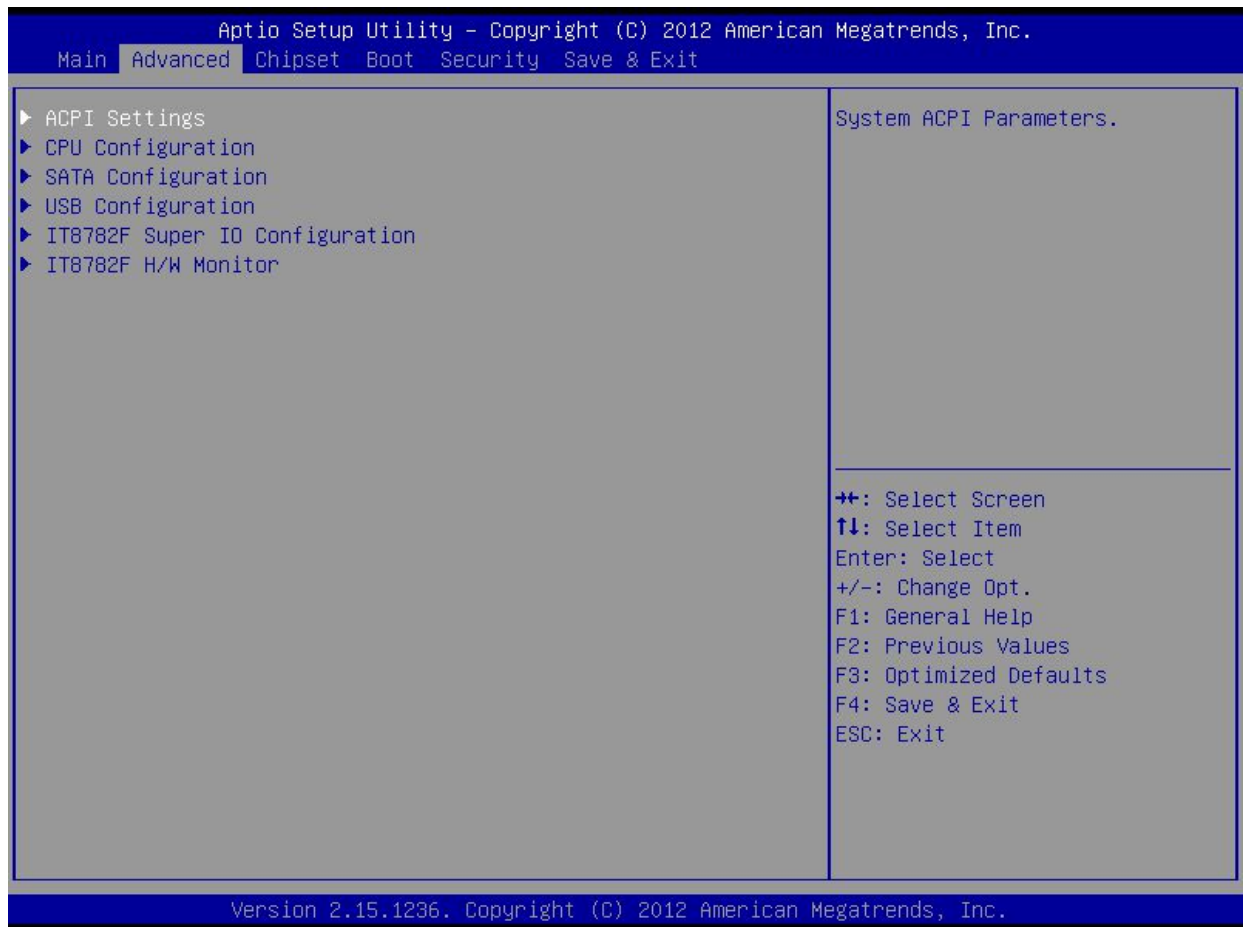 Aptio Setup Utility – Copyright (C) 2012 American Megatrends, Inc.
Main Advanced Chipset Boot Security Save & Exit
▶ ACPI Settings
▶ CPU Configuration
▶ SATA Configuration
▶ USB Configuration
▶ IT8782F Super IO Configuration
▶ IT8782F H/W Monitor
System ACPI Parameters.
→←: Select Screen
↑↓: Select Item
Enter: Select
+/-: Change Opt.
F1: General Help
F2: Previous Values
F3: Optimized Defaults
F4: Save & Exit
ESC: Exit
Version 2.15.1236. Copyright (C) 2012 American Megatrends, Inc.